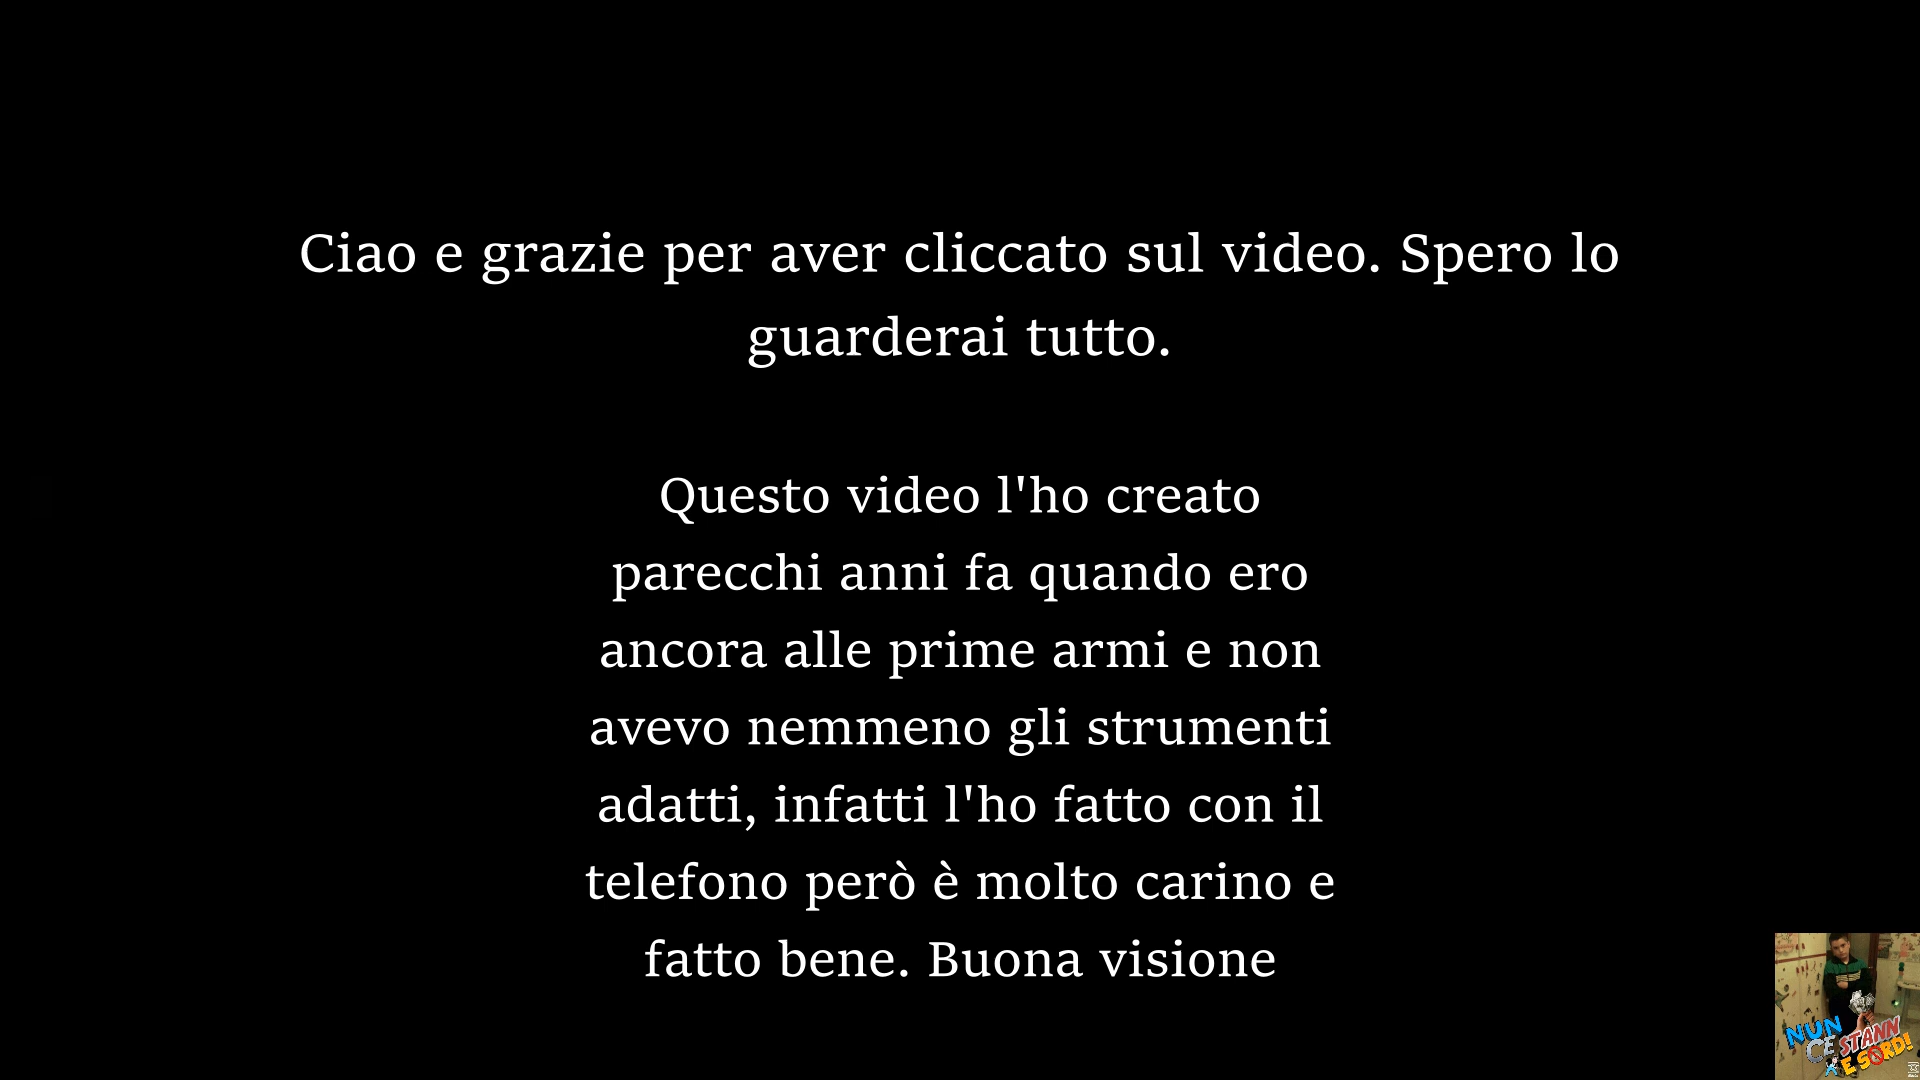 Ciao e grazie per aver cliccato sul video. Spero lo
guarderai tutto.
Questo video l'ho creato
parecchi anni fa quando ero
ancora alle prime armi e non
avevo nemmeno gli strumenti
adatti, infatti l'ho fatto con il
telefono però è molto carino e
fatto bene. Buona visione
NUN
CE STANN
E SORD!